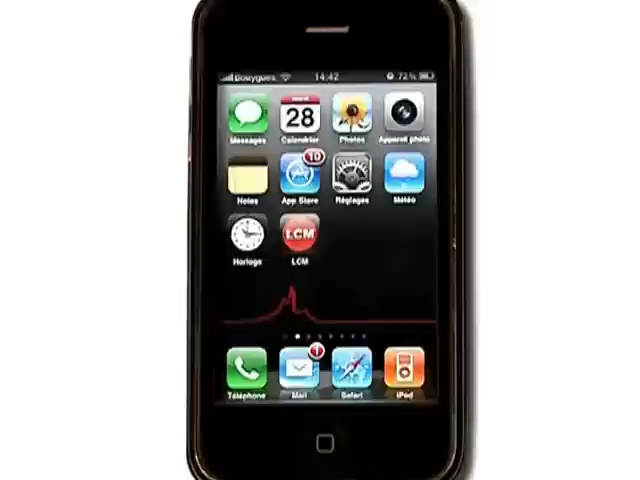 Bouygues 14:42 72 %
28
Messages Calendrier Photos Appareil photo
10
Notes App Store Réglages Météo
LCM
Horloge LCM
1
Téléphone Mail Safari iPod